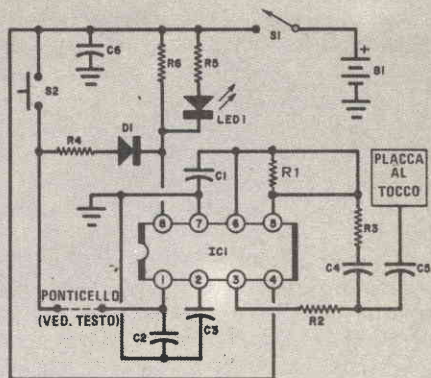 S1
C6
R6
R5
+
S2
B1
LED1
D1
R4
C1
R1
PLACCA
AL
TOCCO
8
7
6
5
R3
IC1
C4
C5
PONTICELLO
(VED. TESTO)
1
2
3
4
R2
C2
C3